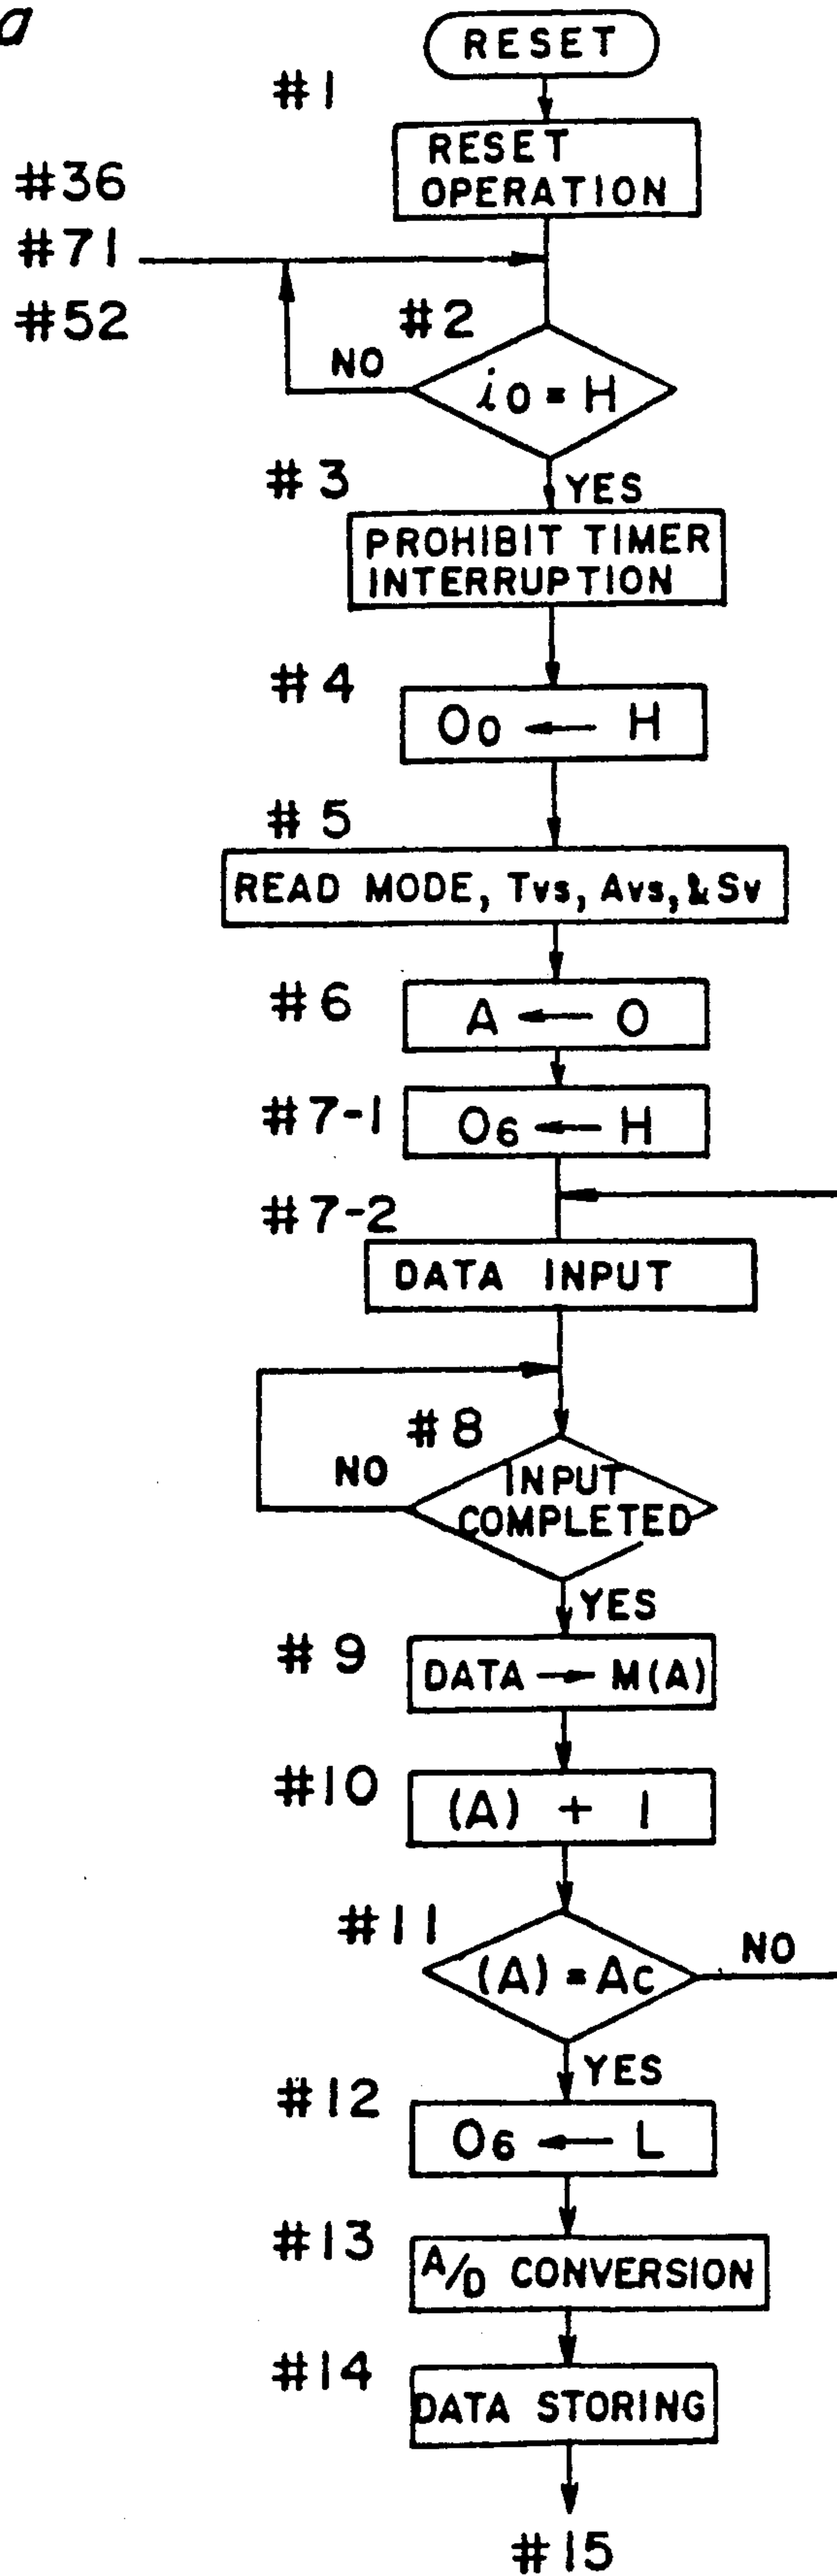 a
RESET
#1
RESET
OPERATION
#36
#71
#52
#2
NO
i0 = H
#3
YES
PROHIBIT TIMER
INTERRUPTION
#4
O0 ← H
#5
READ MODE, Tvs, Avs, & Sv
#6
A ← O
#7-1
O6 ← H
#7-2
DATA INPUT
#8
NO
INPUT
COMPLETED
YES
#9
DATA → M(A)
#10
(A) + 1
#11
(A) = Ac
NO
YES
#12
O6 ← L
#13
A/D CONVERSION
#14
DATA STORING
#15